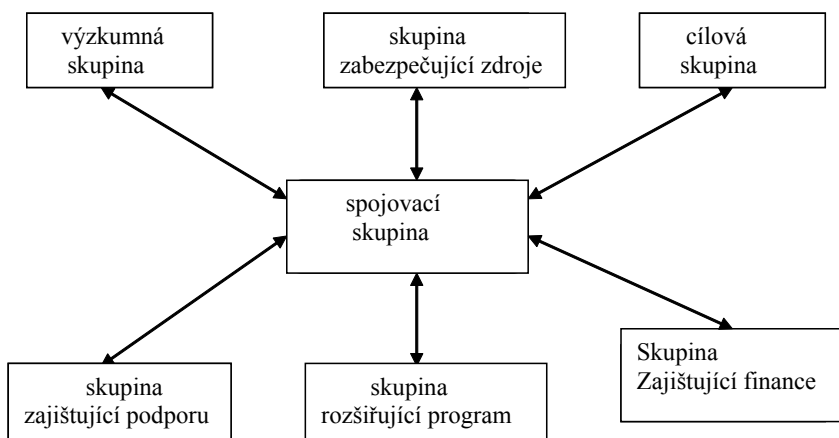 výzkumná
skupina
skupina
zabezpečující zdroje
cílová
skupina
spojovací
skupina
skupina
zajištující podporu
skupina
rozšiřující program
Skupina
Zajištující finance